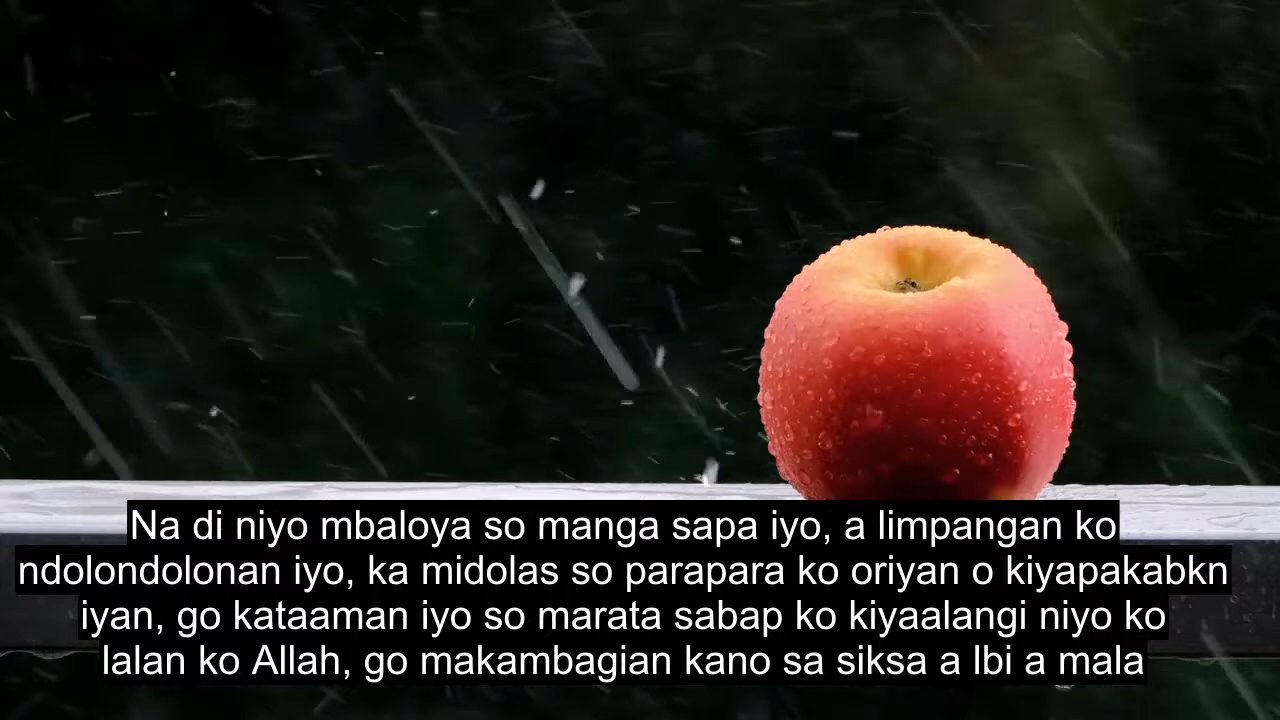 Na di niyo mbaloya so manga sapa iyo, a limpangan ko
ndolondolonan iyo, ka midolas so parapara ko oriyan o kiyapakabkn
iyan, go kataaman iyo so marata sabap ko kiyaalangi niyo ko
lalan ko Allah, go makambagian kano sa siksa a lbi a mala